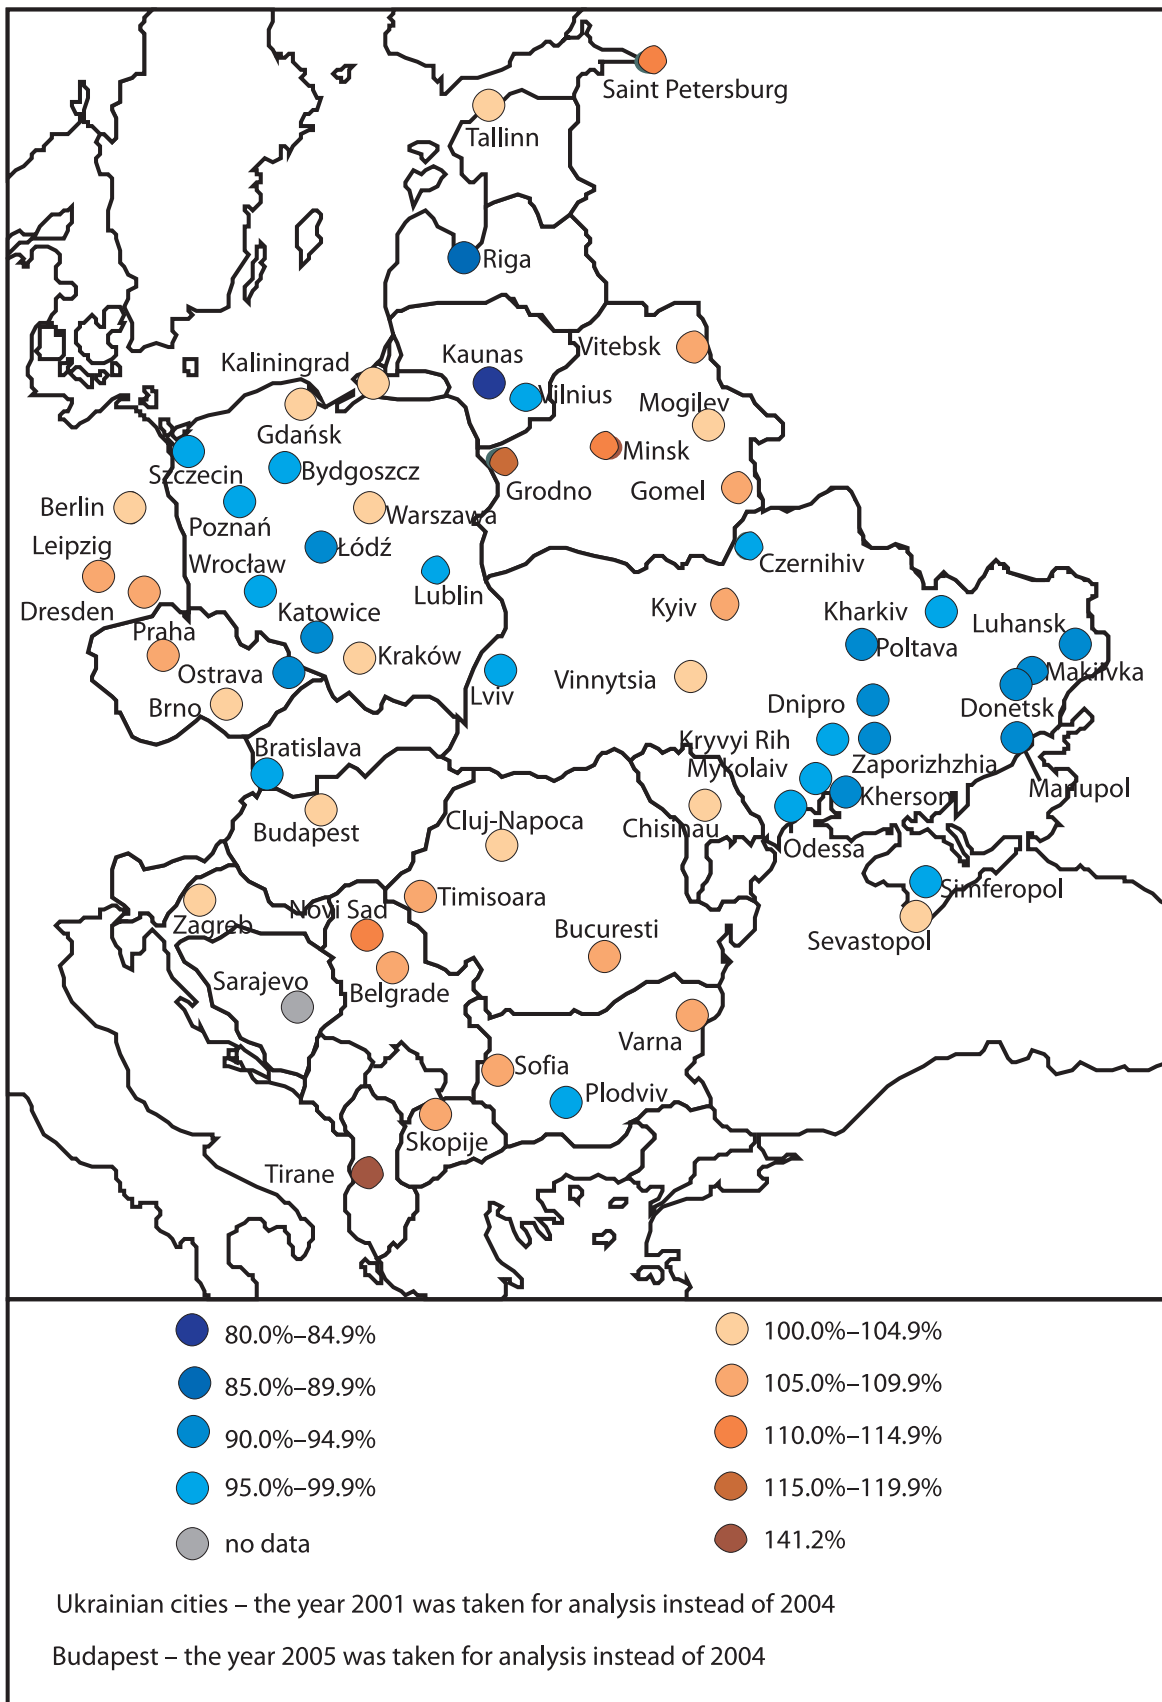 Saint Petersburg
Tallinn
Riga
Vitebsk
Kaunas
Kaliningrad
Vilnius
Mogilev
Gdańsk
Minsk
Szczecin
Bydgoszcz
Grodno
Gomel
Berlin
Poznań
Warszawa
Leipzig
Łódź
Wrocław
Czernihiv
Lublin
Dresden
Katowice
Kyiv
Kharkiv
Luhansk
Praha
Poltava
Ostrava
Kraków
Lviv
Vinnytsia
Makiivka
Brno
Dnipro
Donetsk
Bratislava
Kryvyi Rih
Zaporizhzhia
Mykolaiv
Mariupol
Kherson
Budapest
Cluj-Napoca
Chisinau
Odessa
Simferopol
Timisoara
Novi Sad
Zagreb
Bucuresti
Sevastopol
Sarajevo
Belgrade
Varna
Sofia
Plodviv
Skopije
Tirane
80.0%–84.9%
85.0%–89.9%
90.0%–94.9%
95.0%–99.9%
no data
100.0%–104.9%
105.0%–109.9%
110.0%–114.9%
115.0%–119.9%
141.2%
Ukrainian cities – the year 2001 was taken for analysis instead of 2004
Budapest – the year 2005 was taken for analysis instead of 2004